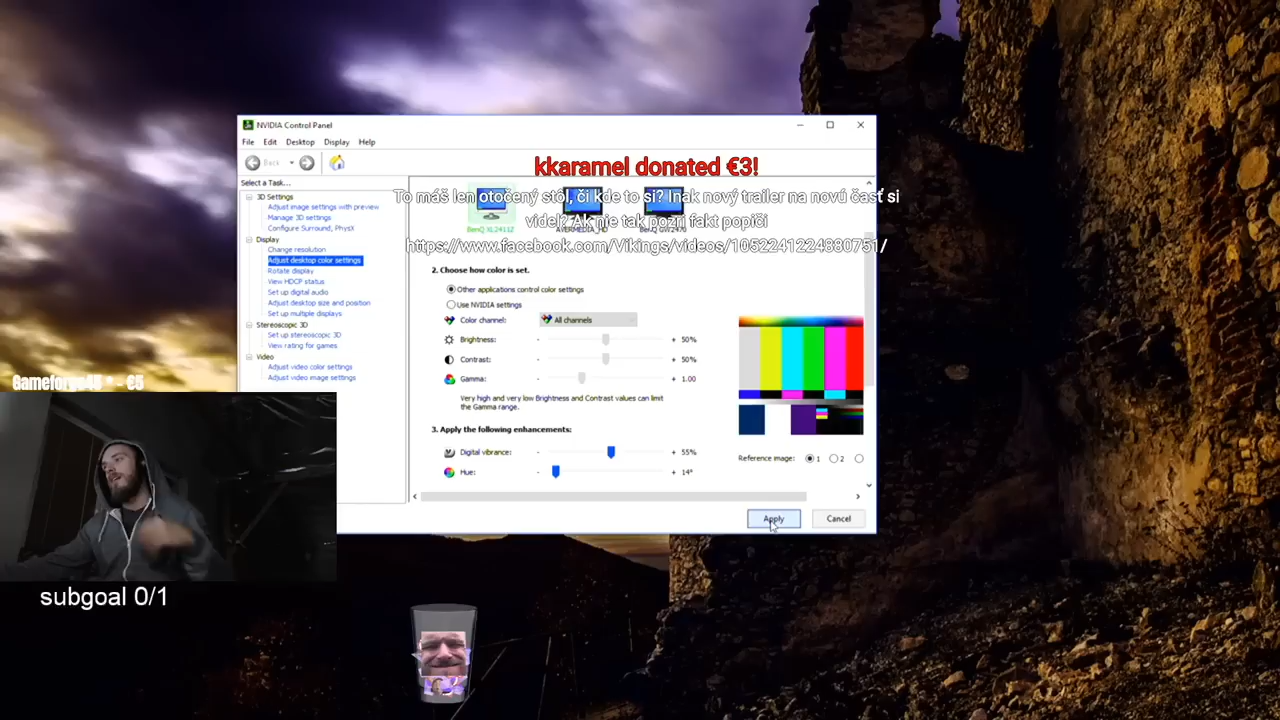 NVIDIA Control Panel
File Edit Desktop Display Help
kkaramel donated €3!
Back
Select a Task...
To máš len otočený stôl, či kde to si? Inak nový trailer na novú časť si
videl? Ak nie tak pozri fakt popiči
https://www.facebook.com/Vikings/videos/1052241224880751/
3D Settings
Adjust image settings with preview
Manage 3D settings
Configure Surround, PhysX
Display
Change resolution
Adjust desktop color settings
Rotate display
View HDCP status
Set up digital audio
Adjust desktop size and position
Set up multiple displays
Stereoscopic 3D
Set up stereoscopic 3D
View rating for games
Video
Adjust video color settings
Adjust video image settings
BenQ XL2411Z AVERMEDIA_HD BenQ GW2470
2. Choose how color is set.
Other applications control color settings
Use NVIDIA settings
Color channel: All channels
Brightness: - + 50%
Contrast: - + 50%
Gamma: - + 1.00
Very high and very low Brightness and Contrast values can limit
the Gamma range.
3. Apply the following enhancements:
Digital vibrance: - + 55%
Hue: - + 14°
Reference image: 1 2
Apply Cancel
subgoal 0/1